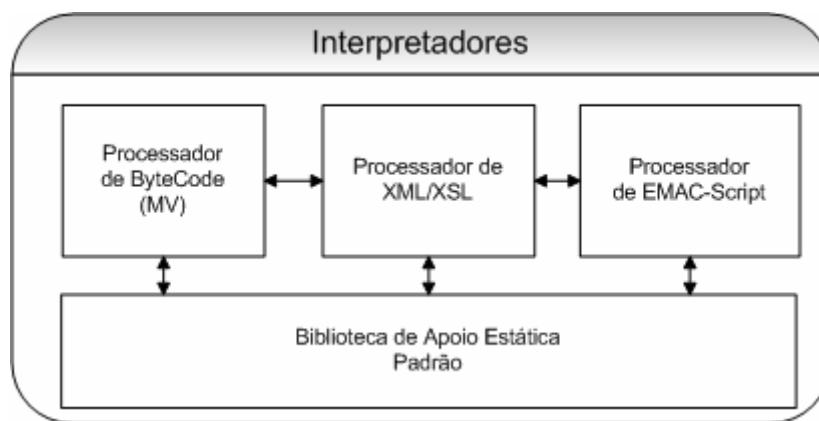 Interpretadores
Processador
de ByteCode
(MV)
Processador de
XML/XSL
Processador
de EMAC-Script
Biblioteca de Apoio Estática
Padrão